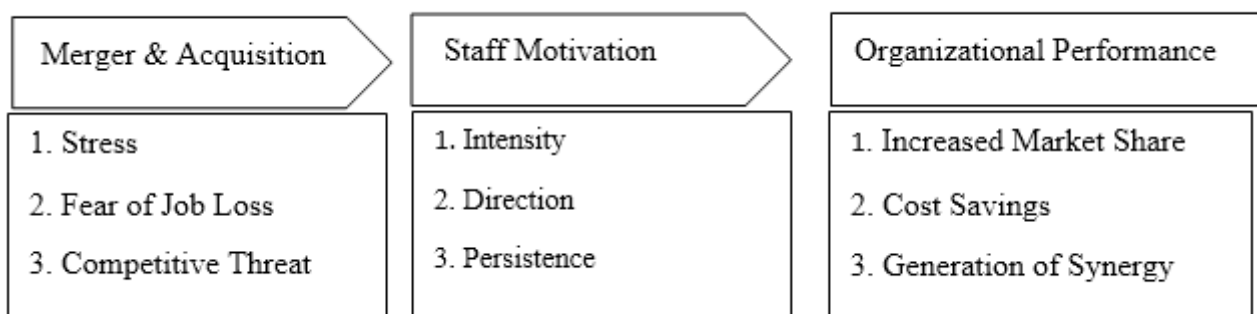 Merger & Acquisition
1. Stress
2. Fear of Job Loss
3. Competitive Threat
Staff Motivation
1. Intensity
2. Direction
3. Persistence
Organizational Performance
1. Increased Market Share
2. Cost Savings
3. Generation of Synergy